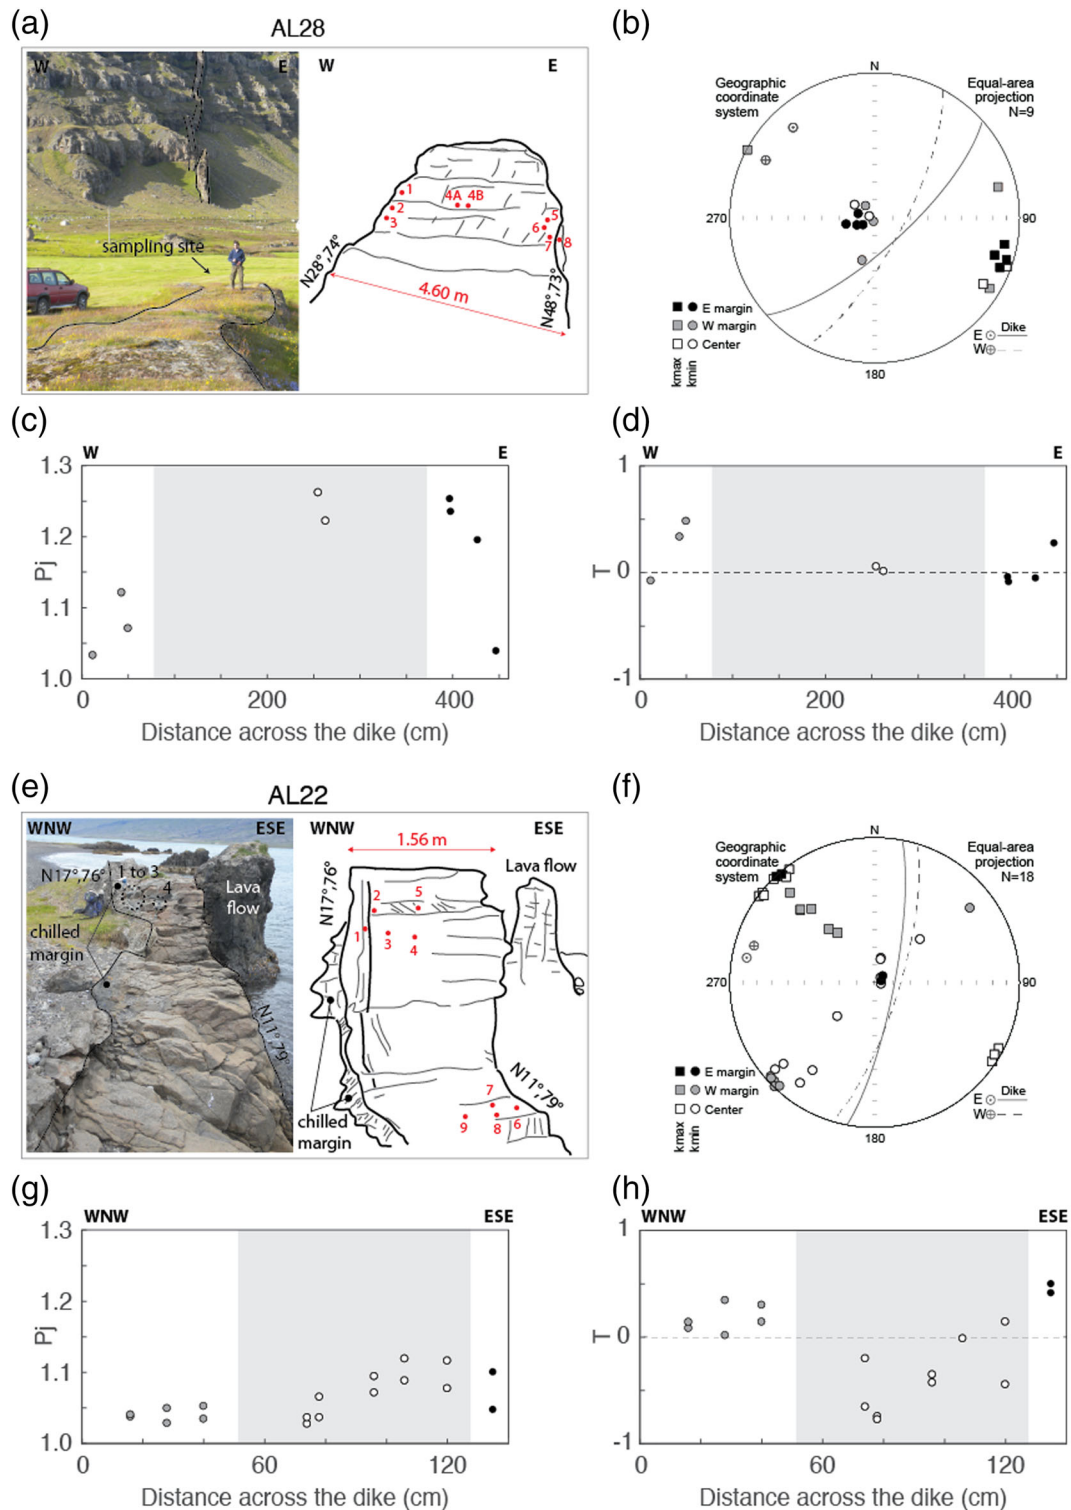 (a)
AL28
W
E
W
E
sampling site
1
2
3
4A 4B
5
6
7
8
N28°,74°
4.60 m
N48°,73°
(b)
N
Geographic
coordinate
system
Equal-area
projection
N=9
270
90
E margin
W margin
Center
kmax
kmin
Dike
E
W
180
(c)
W
E
1.3
1.2
1.1
1.0
Pj
0
200
400
Distance across the dike (cm)
(d)
W
E
1
0
-1
T
0
200
400
Distance across the dike (cm)
(e)
AL22
WNW
ESE
N17°,76°
1 to 3
4
Lava
flow
chilled
margin
N11°,79°
WNW
ESE
1.56 m
N17°,76°
Lava flow
2
5
1
3
4
N11°,79°
7
9
8
6
chilled
margin
(f)
N
Geographic
coordinate
system
Equal-area
projection
N=18
270
90
E margin
W margin
Center
kmax
kmin
Dike
E
W
180
(g)
WNW
ESE
1.3
1.2
1.1
1.0
Pj
0
60
120
Distance across the dike (cm)
(h)
WNW
ESE
1
0
-1
T
0
60
120
Distance across the dike (cm)